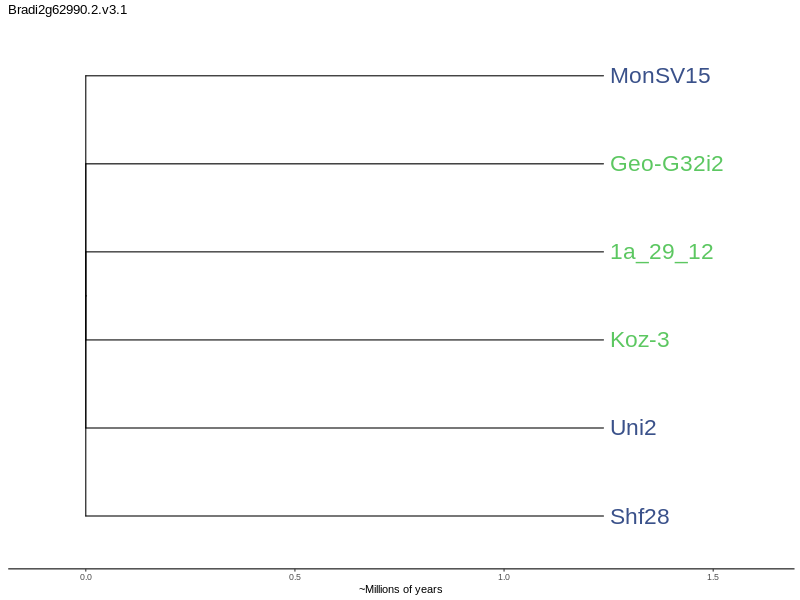 Bradi2g62990.2.v3.1
MonSV15
Geo-G32i2
1a_29_12
Koz-3
Uni2
Shf28
0.0 0.5 1.0 1.5
~Millions of years